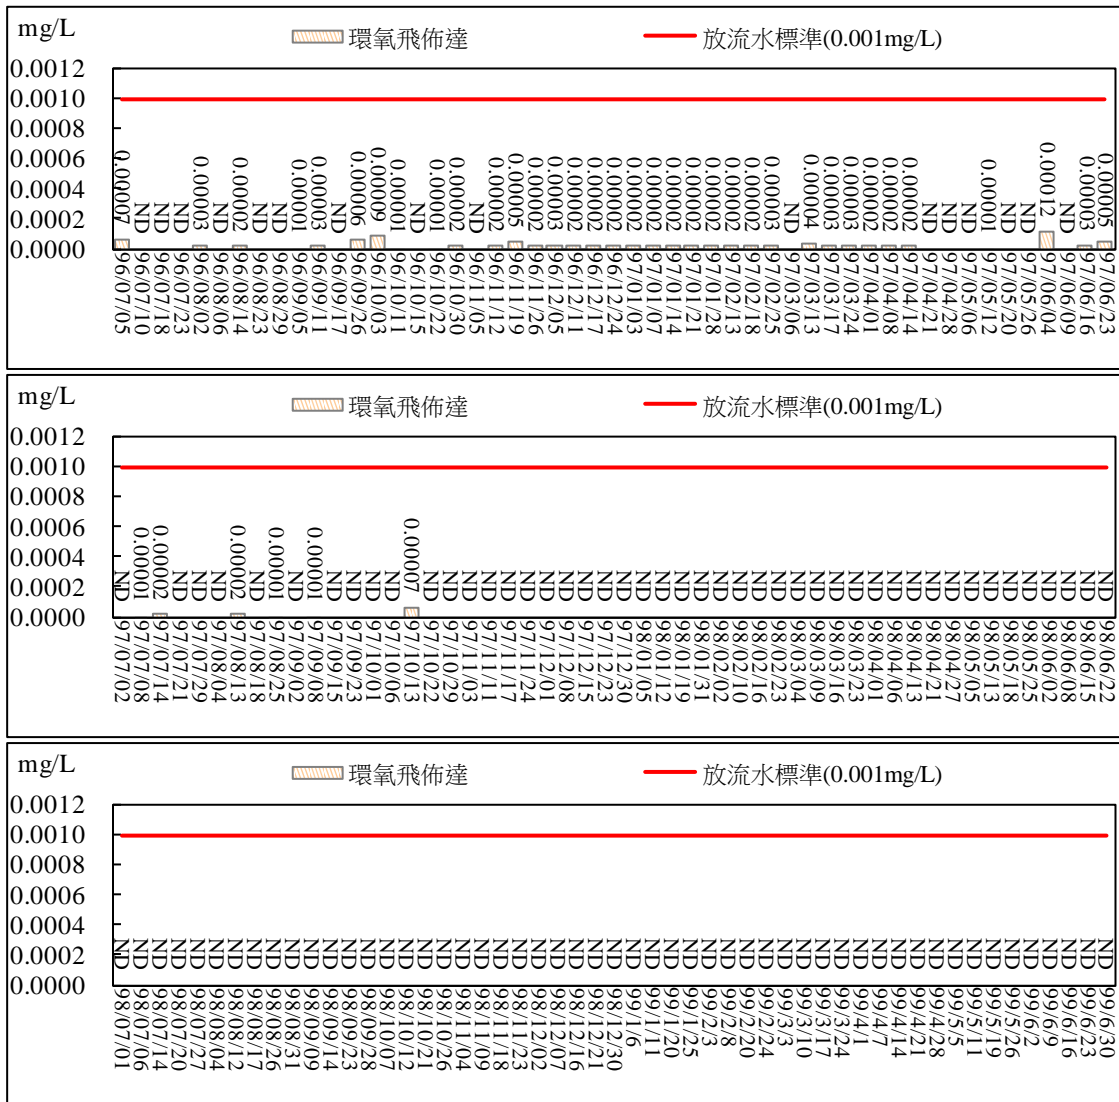 mg/L
環氧飛佈達
放流水標準(0.001mg/L)
0.0012
0.0010
0.0008
0.0006
0.0004
0.0002
0.0000
0.00007 ND ND ND 0.00003 ND 0.00002 ND ND 0.00001 0.00003 ND 0.00006 0.00009 0.00001 ND 0.00001 0.00002 ND 0.00002 0.00005 0.00002 0.00002 0.00002 0.00002 0.00002 0.00002 0.00002 0.00002 0.00002 0.00002 0.00002 0.00002 0.00003 ND 0.00004 0.00003 0.00003 0.00002 0.00002 0.00002 ND ND ND 0.00001 ND ND 0.00012 ND 0.00003 0.00005
96/07/05 96/07/10 96/07/18 96/07/23 96/08/02 96/08/08 96/08/14 96/08/23 96/08/29 96/09/05 96/09/11 96/09/17 96/09/26 96/10/03 96/10/11 96/10/15 96/10/22 96/10/30 96/11/05 96/11/12 96/11/19 96/11/26 96/12/05 96/12/11 96/12/17 96/12/24 97/01/03 97/01/07 97/01/14 97/01/21 97/01/28 97/02/13 97/02/18 97/02/25 97/03/06 97/03/13 97/03/17 97/03/24 97/04/01 97/04/08 97/04/14 97/04/21 97/04/28 97/05/06 97/05/12 97/05/20 97/05/26 97/06/04 97/06/09 97/06/16 97/06/23
mg/L
環氧飛佈達
放流水標準(0.001mg/L)
0.0012
0.0010
0.0008
0.0006
0.0004
0.0002
0.0000
ND 0.00001 0.00002 ND ND ND 0.00002 ND 0.00001 ND 0.00001 ND ND ND ND 0.00007 ND ND ND ND ND ND ND ND ND ND ND ND ND ND ND ND ND ND ND ND ND ND ND ND ND ND ND ND ND ND ND ND ND ND ND ND
97/07/02 97/07/08 97/07/14 97/07/21 97/07/29 97/08/04 97/08/13 97/08/18 97/08/25 97/09/02 97/09/08 97/09/15 97/09/23 97/10/01 97/10/06 97/10/13 97/10/22 97/10/29 97/11/03 97/11/11 97/11/17 97/11/24 97/12/01 97/12/08 97/12/15 97/12/23 97/12/30 98/01/05 98/01/12 98/01/19 98/01/31 98/02/02 98/02/10 98/02/16 98/02/23 98/03/04 98/03/09 98/03/16 98/03/23 98/04/01 98/04/06 98/04/13 98/04/21 98/04/27 98/05/05 98/05/13 98/05/18 98/05/25 98/06/02 98/06/08 98/06/15 98/06/22
mg/L
環氧飛佈達
放流水標準(0.001mg/L)
0.0012
0.0010
0.0008
0.0006
0.0004
0.0002
0.0000
ND ND ND ND ND ND ND ND ND ND ND ND ND ND ND ND ND ND ND ND ND ND ND ND ND ND ND ND ND ND ND ND ND ND ND ND ND ND ND ND ND ND ND ND ND ND ND ND ND ND ND ND ND
98/07/01 98/07/06 98/07/14 98/07/20 98/07/27 98/08/04 98/08/12 98/08/17 98/08/26 98/08/31 98/09/09 98/09/14 98/09/23 98/09/28 98/10/07 98/10/12 98/10/21 98/10/26 98/11/04 98/11/09 98/11/18 98/11/23 98/12/02 98/12/07 98/12/16 98/12/21 98/12/30 99/1/6 99/1/11 99/1/20 99/1/25 99/2/3 99/2/8 99/2/20 99/2/24 99/3/3 99/3/10 99/3/17 99/3/24 99/4/1 99/4/7 99/4/14 99/4/21 99/4/28 99/5/5 99/5/11 99/5/19 99/5/26 99/6/2 99/6/9 99/6/16 99/6/23 99/6/30